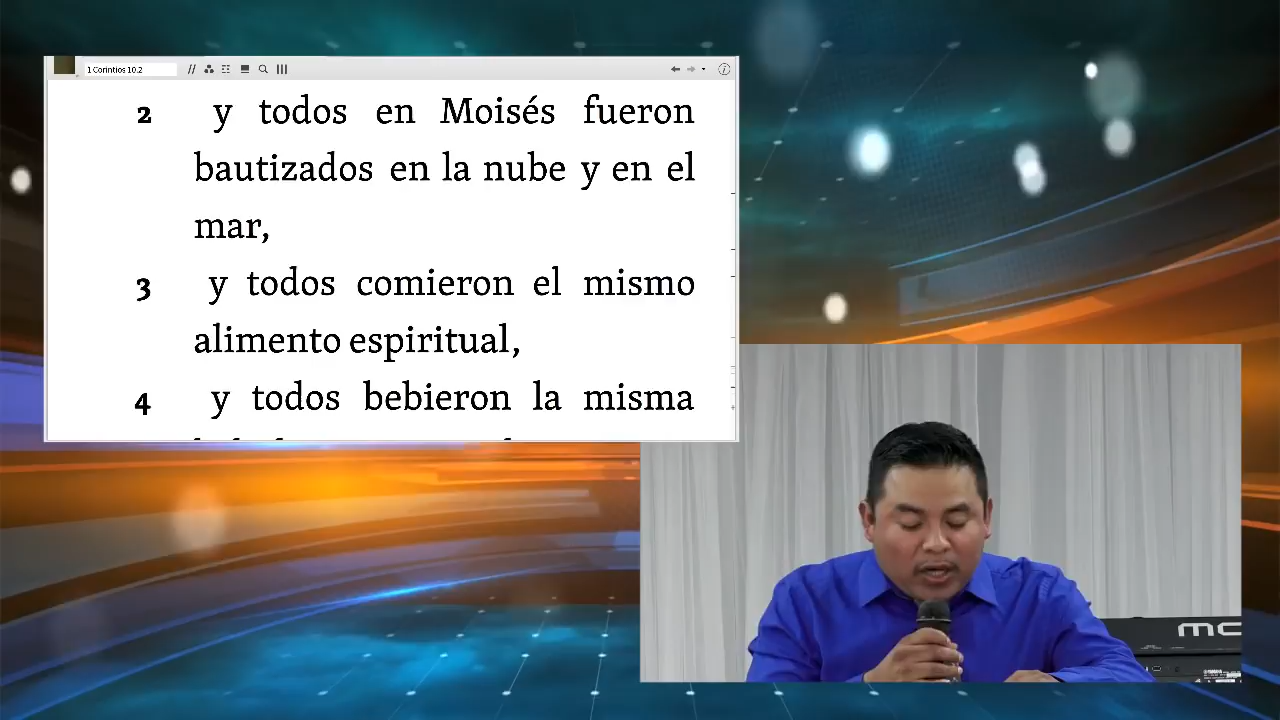 1 Corintios 10.2
2 y todos en Moisés fueron
bautizados en la nube y en el
mar,
3 y todos comieron el mismo
alimento espiritual,
4 y todos bebieron la misma